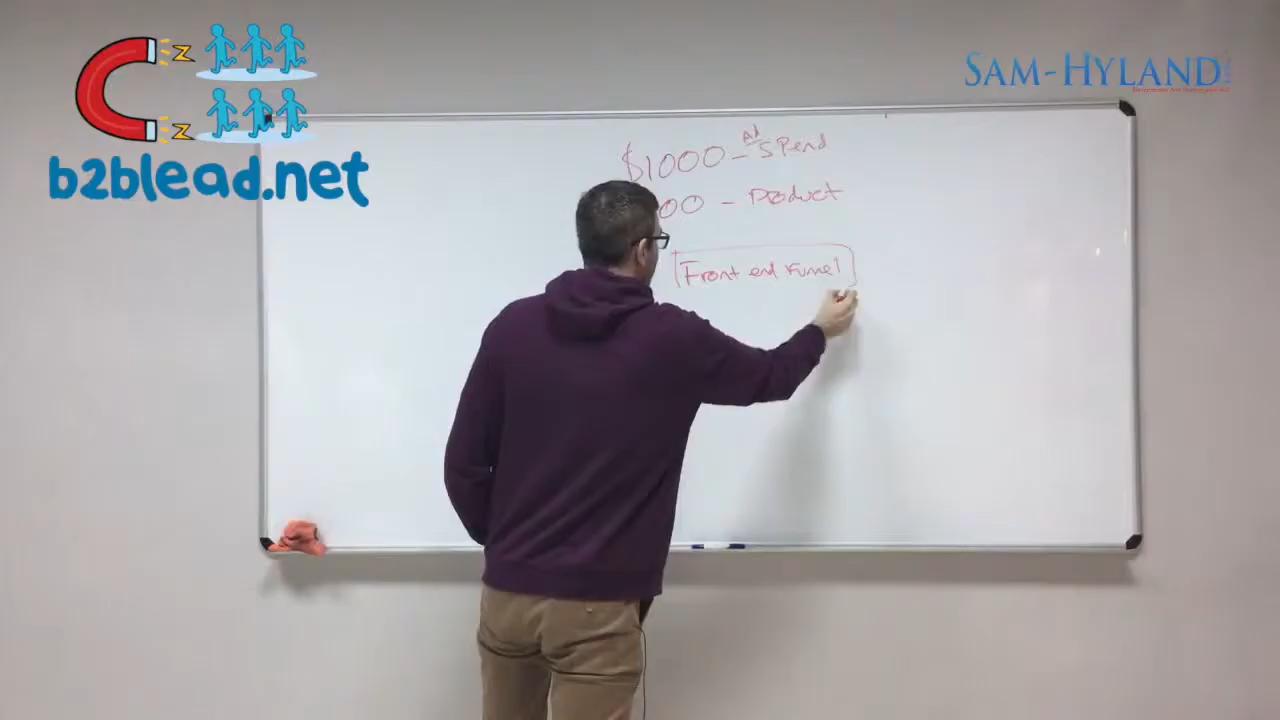 b2blead.net
SAM-HYLAND
$1000 - Ad Spend
00 - Product
Front end Funnel